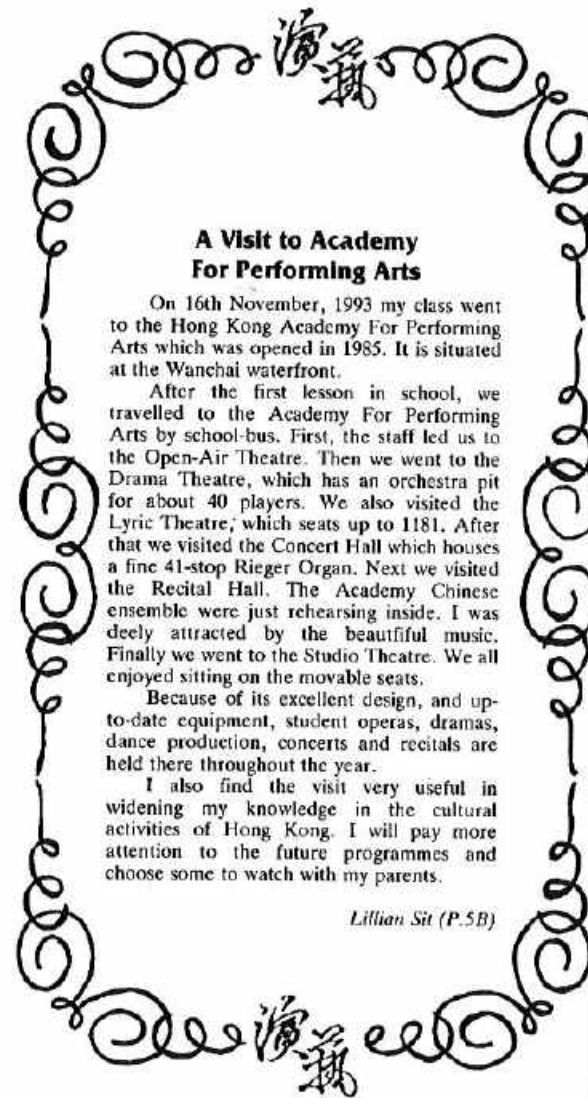 演藝
A Visit to Academy
For Performing Arts
On 16th November, 1993 my class went
to the Hong Kong Academy For Performing
Arts which was opened in 1985. It is situated
at the Wanchai waterfront.
After the first lesson in school, we
travelled to the Academy For Performing
Arts by school-bus. First, the staff led us to
the Open-Air Theatre. Then we went to the
Drama Theatre, which has an orchestra pit
for about 40 players. We also visited the
Lyric Theatre, which seats up to 1181. After
that we visited the Concert Hall which houses
a fine 41-stop Rieger Organ. Next we visited
the Recital Hall. The Academy Chinese
ensemble were just rehearsing inside. I was
deely attracted by the beautfiful music.
Finally we went to the Studio Theatre. We all
enjoyed sitting on the movable seats.
Because of its excellent design, and up-
to-date equipment, student operas, dramas,
dance production, concerts and recitals are
held there throughout the year.
I also find the visit very useful in
widening my knowledge in the cultural
activities of Hong Kong. I will pay more
attention to the future programmes and
choose some to watch with my parents.
Lillian Sit (P.5B)
演藝